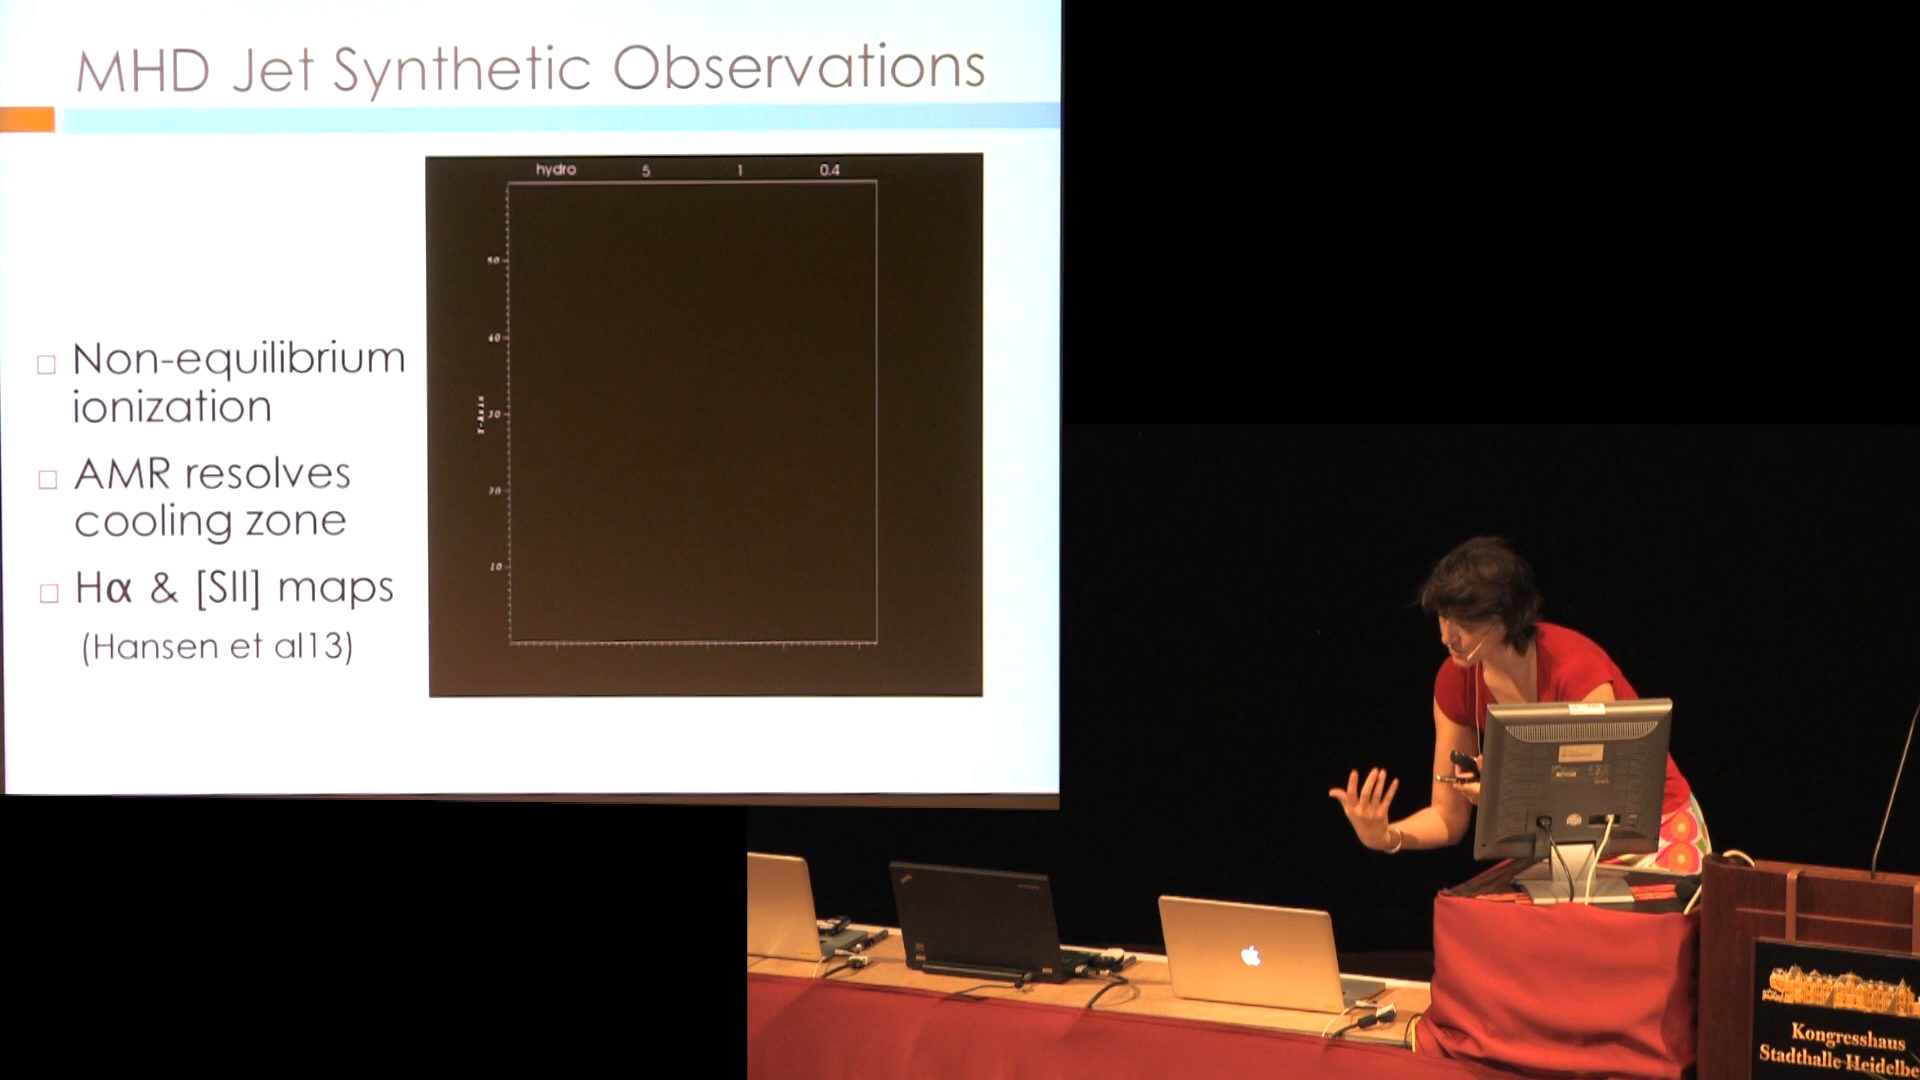 MHD Jet Synthetic Observations
hydro 5 1 0.4
50
40
30
20
10
Y-Axis
Non-equilibrium
ionization
AMR resolves
cooling zone
Hα & [SII] maps
(Hansen et al13)
Kongresshaus
Stadthalle Heidelbe